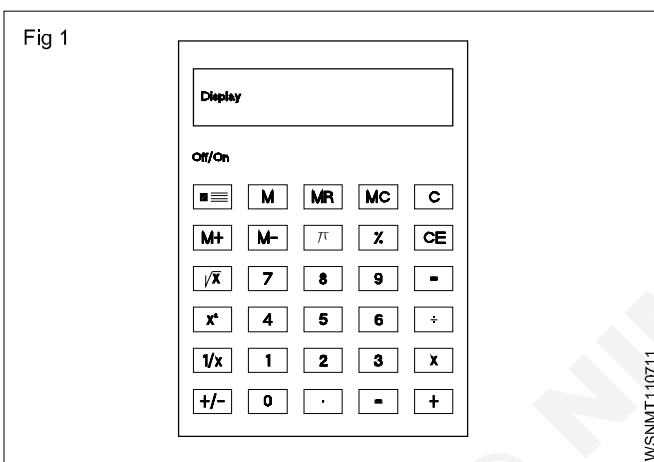 Fig 1
Display
Off/On
M MR MC C
M+ M- π % CE
√x 7 8 9 -
x² 4 5 6 ÷
1/x 1 2 3 x
+/- 0 · = +
WSNMT110711